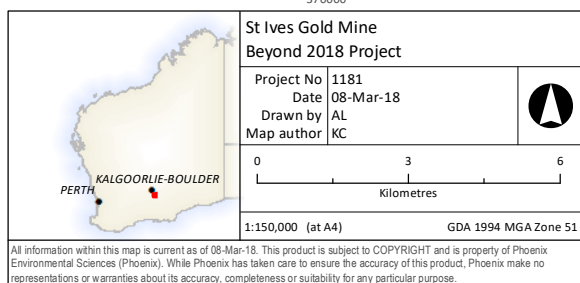 370000
St Ives Gold Mine
Beyond 2018 Project
Project No 1181
Date 08-Mar-18
Drawn by AL
Map author KC
PERTH
KALGOORLIE-BOULDER
0 3 6
Kilometres
1:150,000 (at A4) GDA 1994 MGA Zone 51
All information within this map is current as of 08-Mar-18. This product is subject to COPYRIGHT and is property of Phoenix
Environmental Sciences (Phoenix). While Phoenix has taken care to ensure the accuracy of this product, Phoenix make no
representations or warranties about its accuracy, completeness or suitability for any particular purpose.